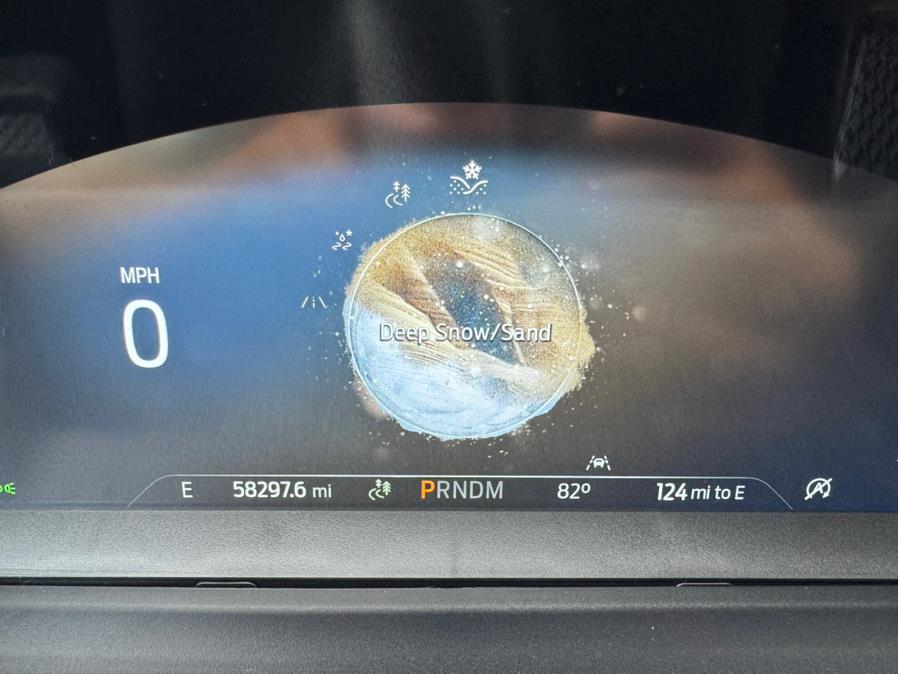 MPH
0
Deep Snow/Sand
E 58297.6 mi PRNDM 82° 124 mi to E